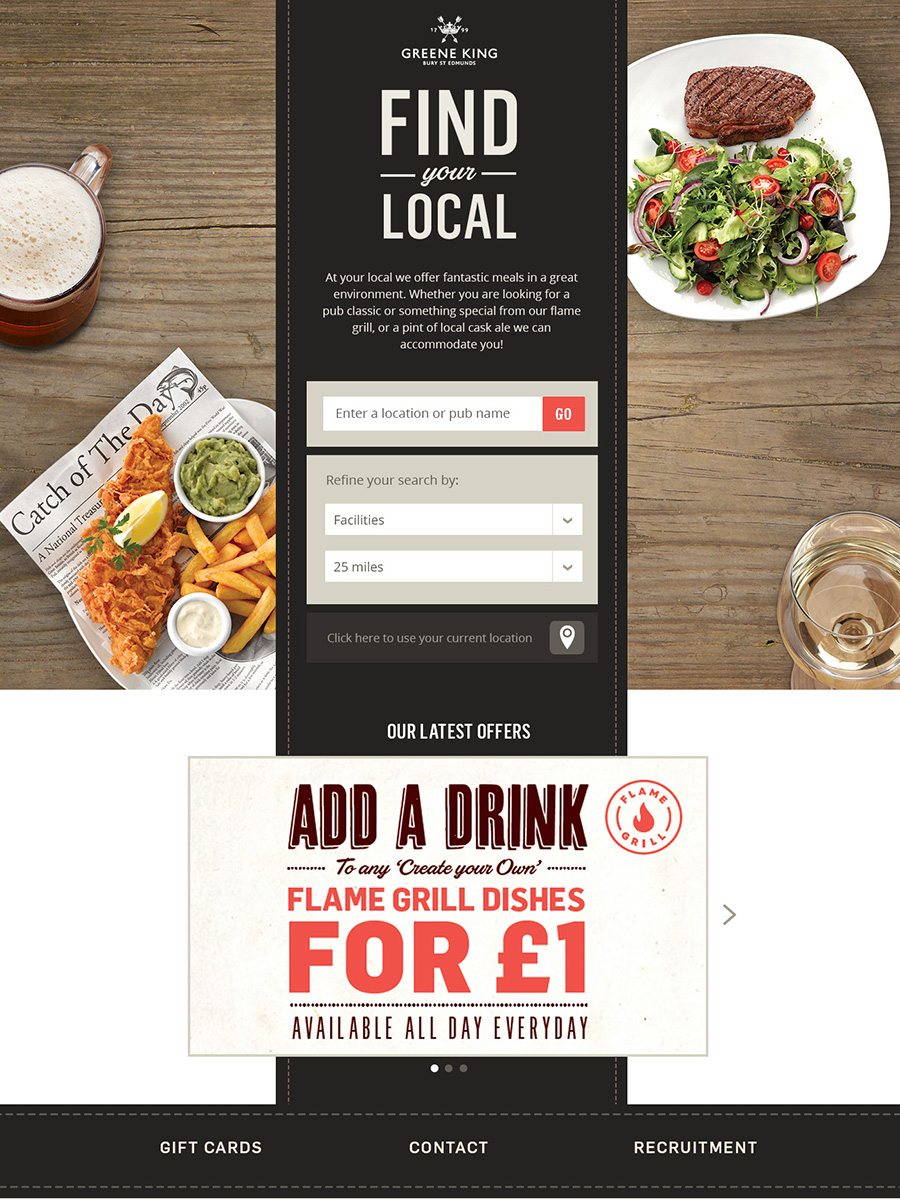 17 99
GREENE KING
BURY ST EDMUNDS
FIND
your
LOCAL
At your local we offer fantastic meals in a great
environment. Whether you are looking for a
pub classic or something special from our flame
grill, or a pint of local cask ale we can
accommodate you!
Enter a location or pub name
GO
Refine your search by:
Facilities
25 miles
Click here to use your current location
Catch of The Day
45p
A National Treasure
OUR LATEST OFFERS
ADD A DRINK
To any ‘Create your Own’
FLAME GRILL DISHES
FOR £1
AVAILABLE ALL DAY EVERYDAY
FLAME
GRILL
GIFT CARDS
CONTACT
RECRUITMENT